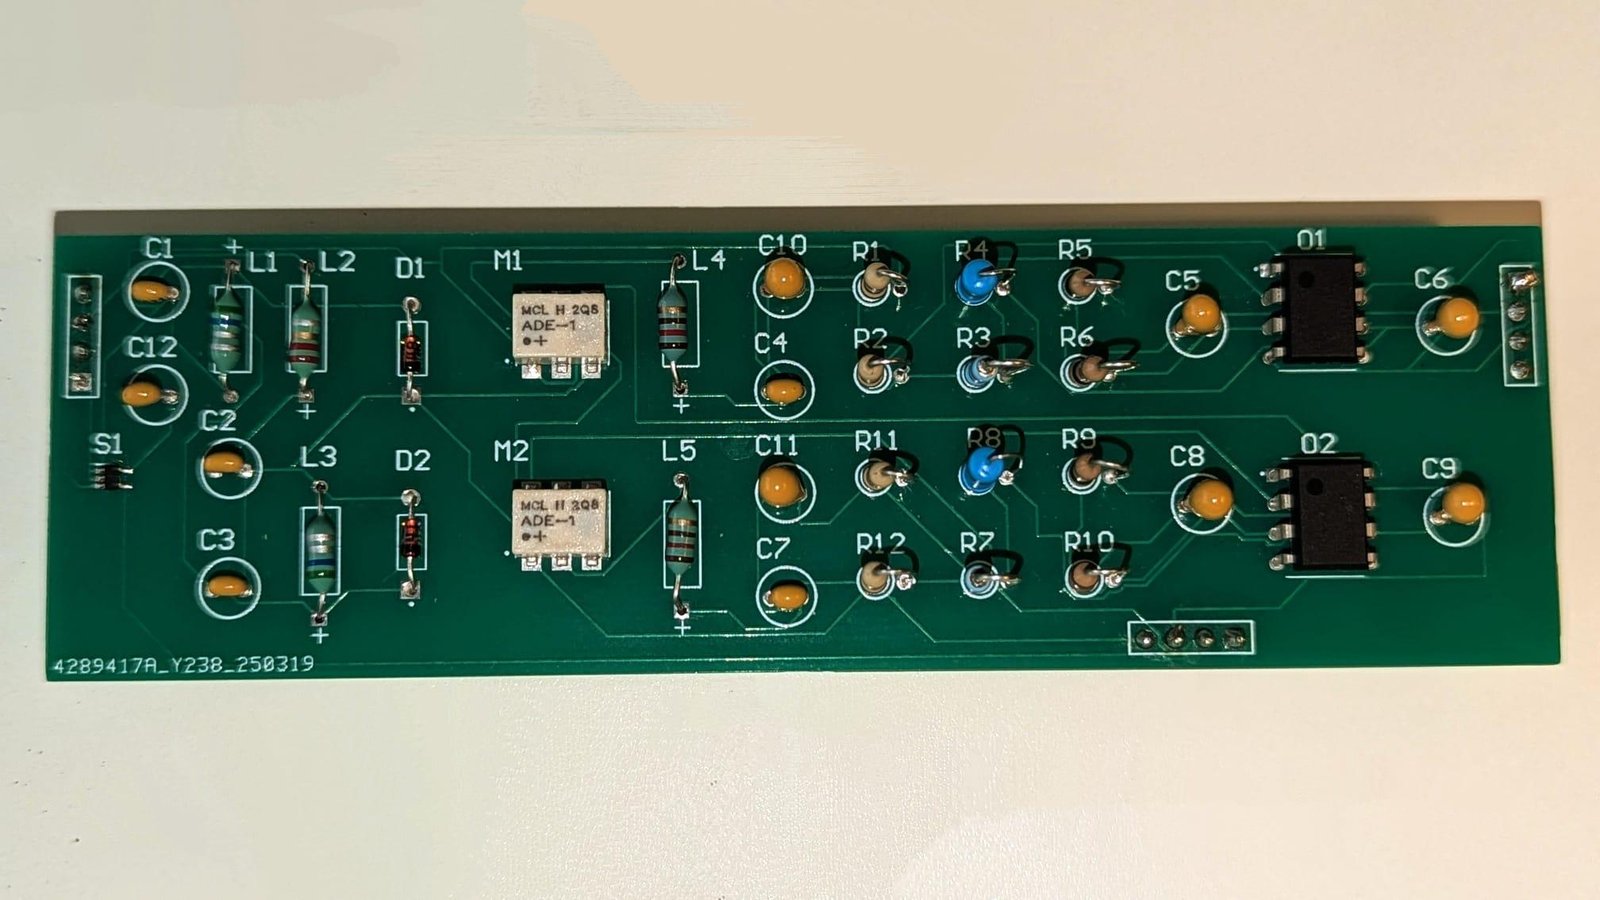 C1
+
L1
L2
D1
M1
L4
C10
R1
R4
R5
O1
C5
C6
C12
MCL H 2Q8
ADE-1
+
C4
R2
R3
R6
+
+
C2
S1
L3
D2
M2
L5
C11
R11
R8
R9
O2
C8
C9
MCL H 2Q8
ADE-1
+
C3
C7
R12
R7
R10
+
+
4289417A_Y238_250319